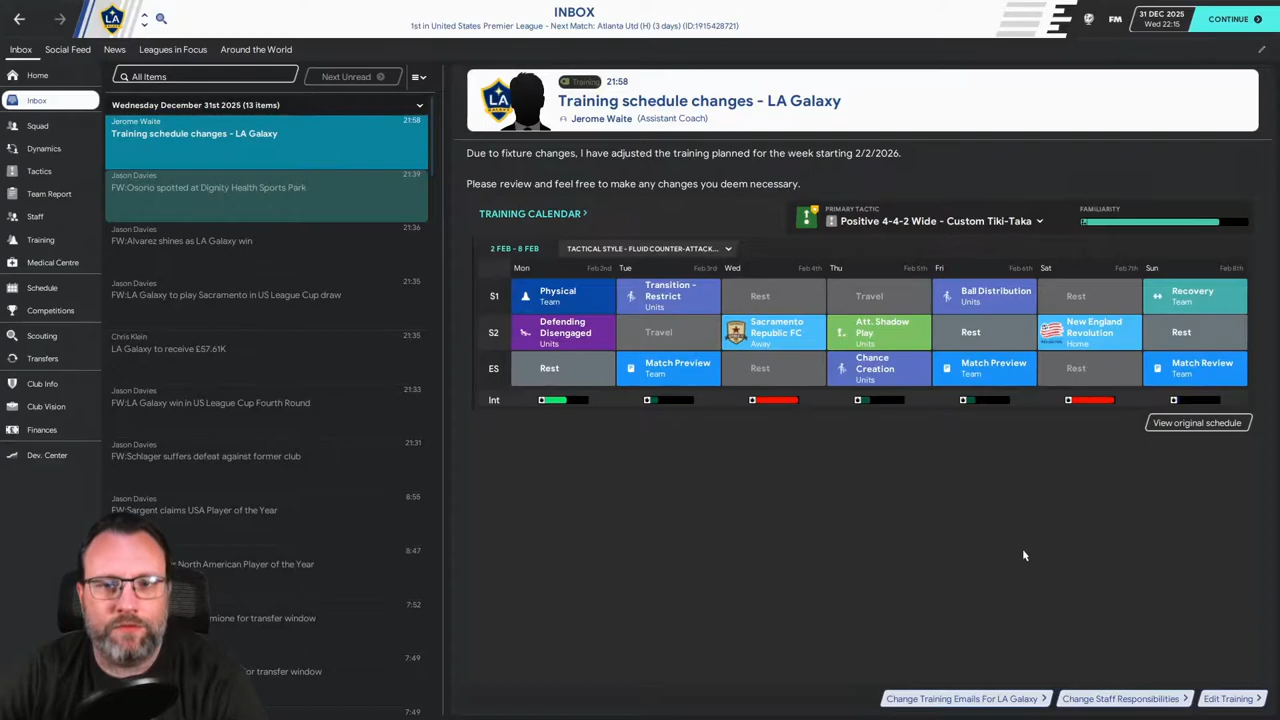 INBOX
1st in United States Premier League - Next Match: Atlanta Utd (H) (3 days) (ID:1915428721)
FM
31 DEC 2025
Wed 22:15
CONTINUE
Inbox Social Feed News Leagues in Focus Around the World
Home
Inbox
Squad
Dynamics
Tactics
Team Report
Staff
Training
Medical Centre
Schedule
Competitions
Scouting
Transfers
Club Info
Club Vision
Finances
Dev. Center
All Items
Next Unread
Wednesday December 31st 2025 (13 items)
Jerome Waite 21:58
Training schedule changes - LA Galaxy
Jason Davies 21:39
FW:Osorio spotted at Dignity Health Sports Park
Jason Davies 21:36
FW:Alvarez shines as LA Galaxy win
Jason Davies 21:35
FW:LA Galaxy to play Sacramento in US League Cup draw
Chris Klein 21:35
LA Galaxy to receive £57.61K
Jason Davies 21:33
FW:LA Galaxy win in US League Cup Fourth Round
Jason Davies 21:31
FW:Schlager suffers defeat against former club
Jason Davies 8:55
FW:Sargent claims USA Player of the Year
8:47
North American Player of the Year
7:52
for transfer window
7:49
for transfer window
7:49
Training 21:58
Training schedule changes - LA Galaxy
Jerome Waite (Assistant Coach)
Due to fixture changes, I have adjusted the training planned for the week starting 2/2/2026.
Please review and feel free to make any changes you deem necessary.
TRAINING CALENDAR
PRIMARY TACTIC
Positive 4-4-2 Wide - Custom Tiki-Taka
FAMILIARITY
2 FEB - 8 FEB TACTICAL STYLE - FLUID COUNTER-ATTACK...
Mon Feb 2nd Tue Feb 3rd Wed Feb 4th Thu Feb 5th Fri Feb 6th Sat Feb 7th Sun Feb 8th
S1 Physical Team Transition - Restrict Units Rest Travel Ball Distribution Units Rest Recovery Team
S2 Defending Disengaged Units Travel Sacramento Republic FC Away Att. Shadow Play Units Rest New England Revolution Home Rest
ES Rest Match Preview Team Rest Chance Creation Units Match Preview Team Rest Match Review Team
Int
View original schedule
Change Training Emails For LA Galaxy Change Staff Responsibilities Edit Training